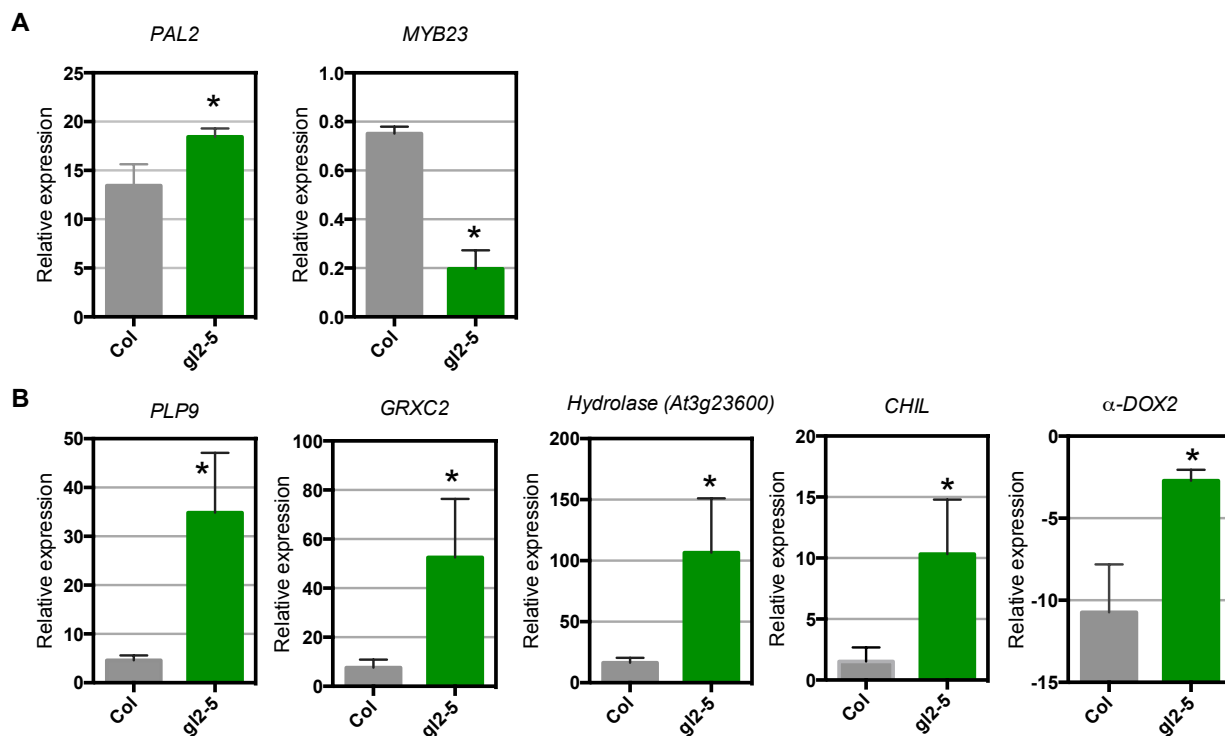 A
PAL2
MYB23
Relative expression
25
20
15
10
5
0
*
Col
gl2-5
Relative expression
1.0
0.8
0.6
0.4
0.2
0.0
*
Col
gl2-5
B
PLP9
GRXC2
Hydrolase (At3g23600)
CHIL
α-DOX2
Relative expression
50
40
30
20
10
0
*
Col
gl2-5
Relative expression
100
80
60
40
20
0
*
Col
gl2-5
Relative expression
200
150
100
50
0
*
Col
gl2-5
Relative expression
20
15
10
5
0
*
Col
gl2-5
Relative expression
0
-5
-10
-15
*
Col
gl2-5